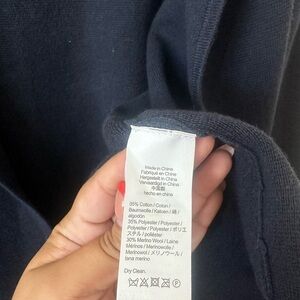 Made in China
Fabriqué en Chine
Hergestellt in China
Vervaardigd in China
中国製
hecho en China
35% Cotton / Coton /
Baumwolle / Katoen / 綿 /
algodón
35% Polyester / Polyester /
Polyester / Polyester / ポリエ
ステル / poliéster
30% Merino Wool / Laine
Mérinos / Merinowolle /
Merinowol / メリノウール /
lana merino
Dry Clean.